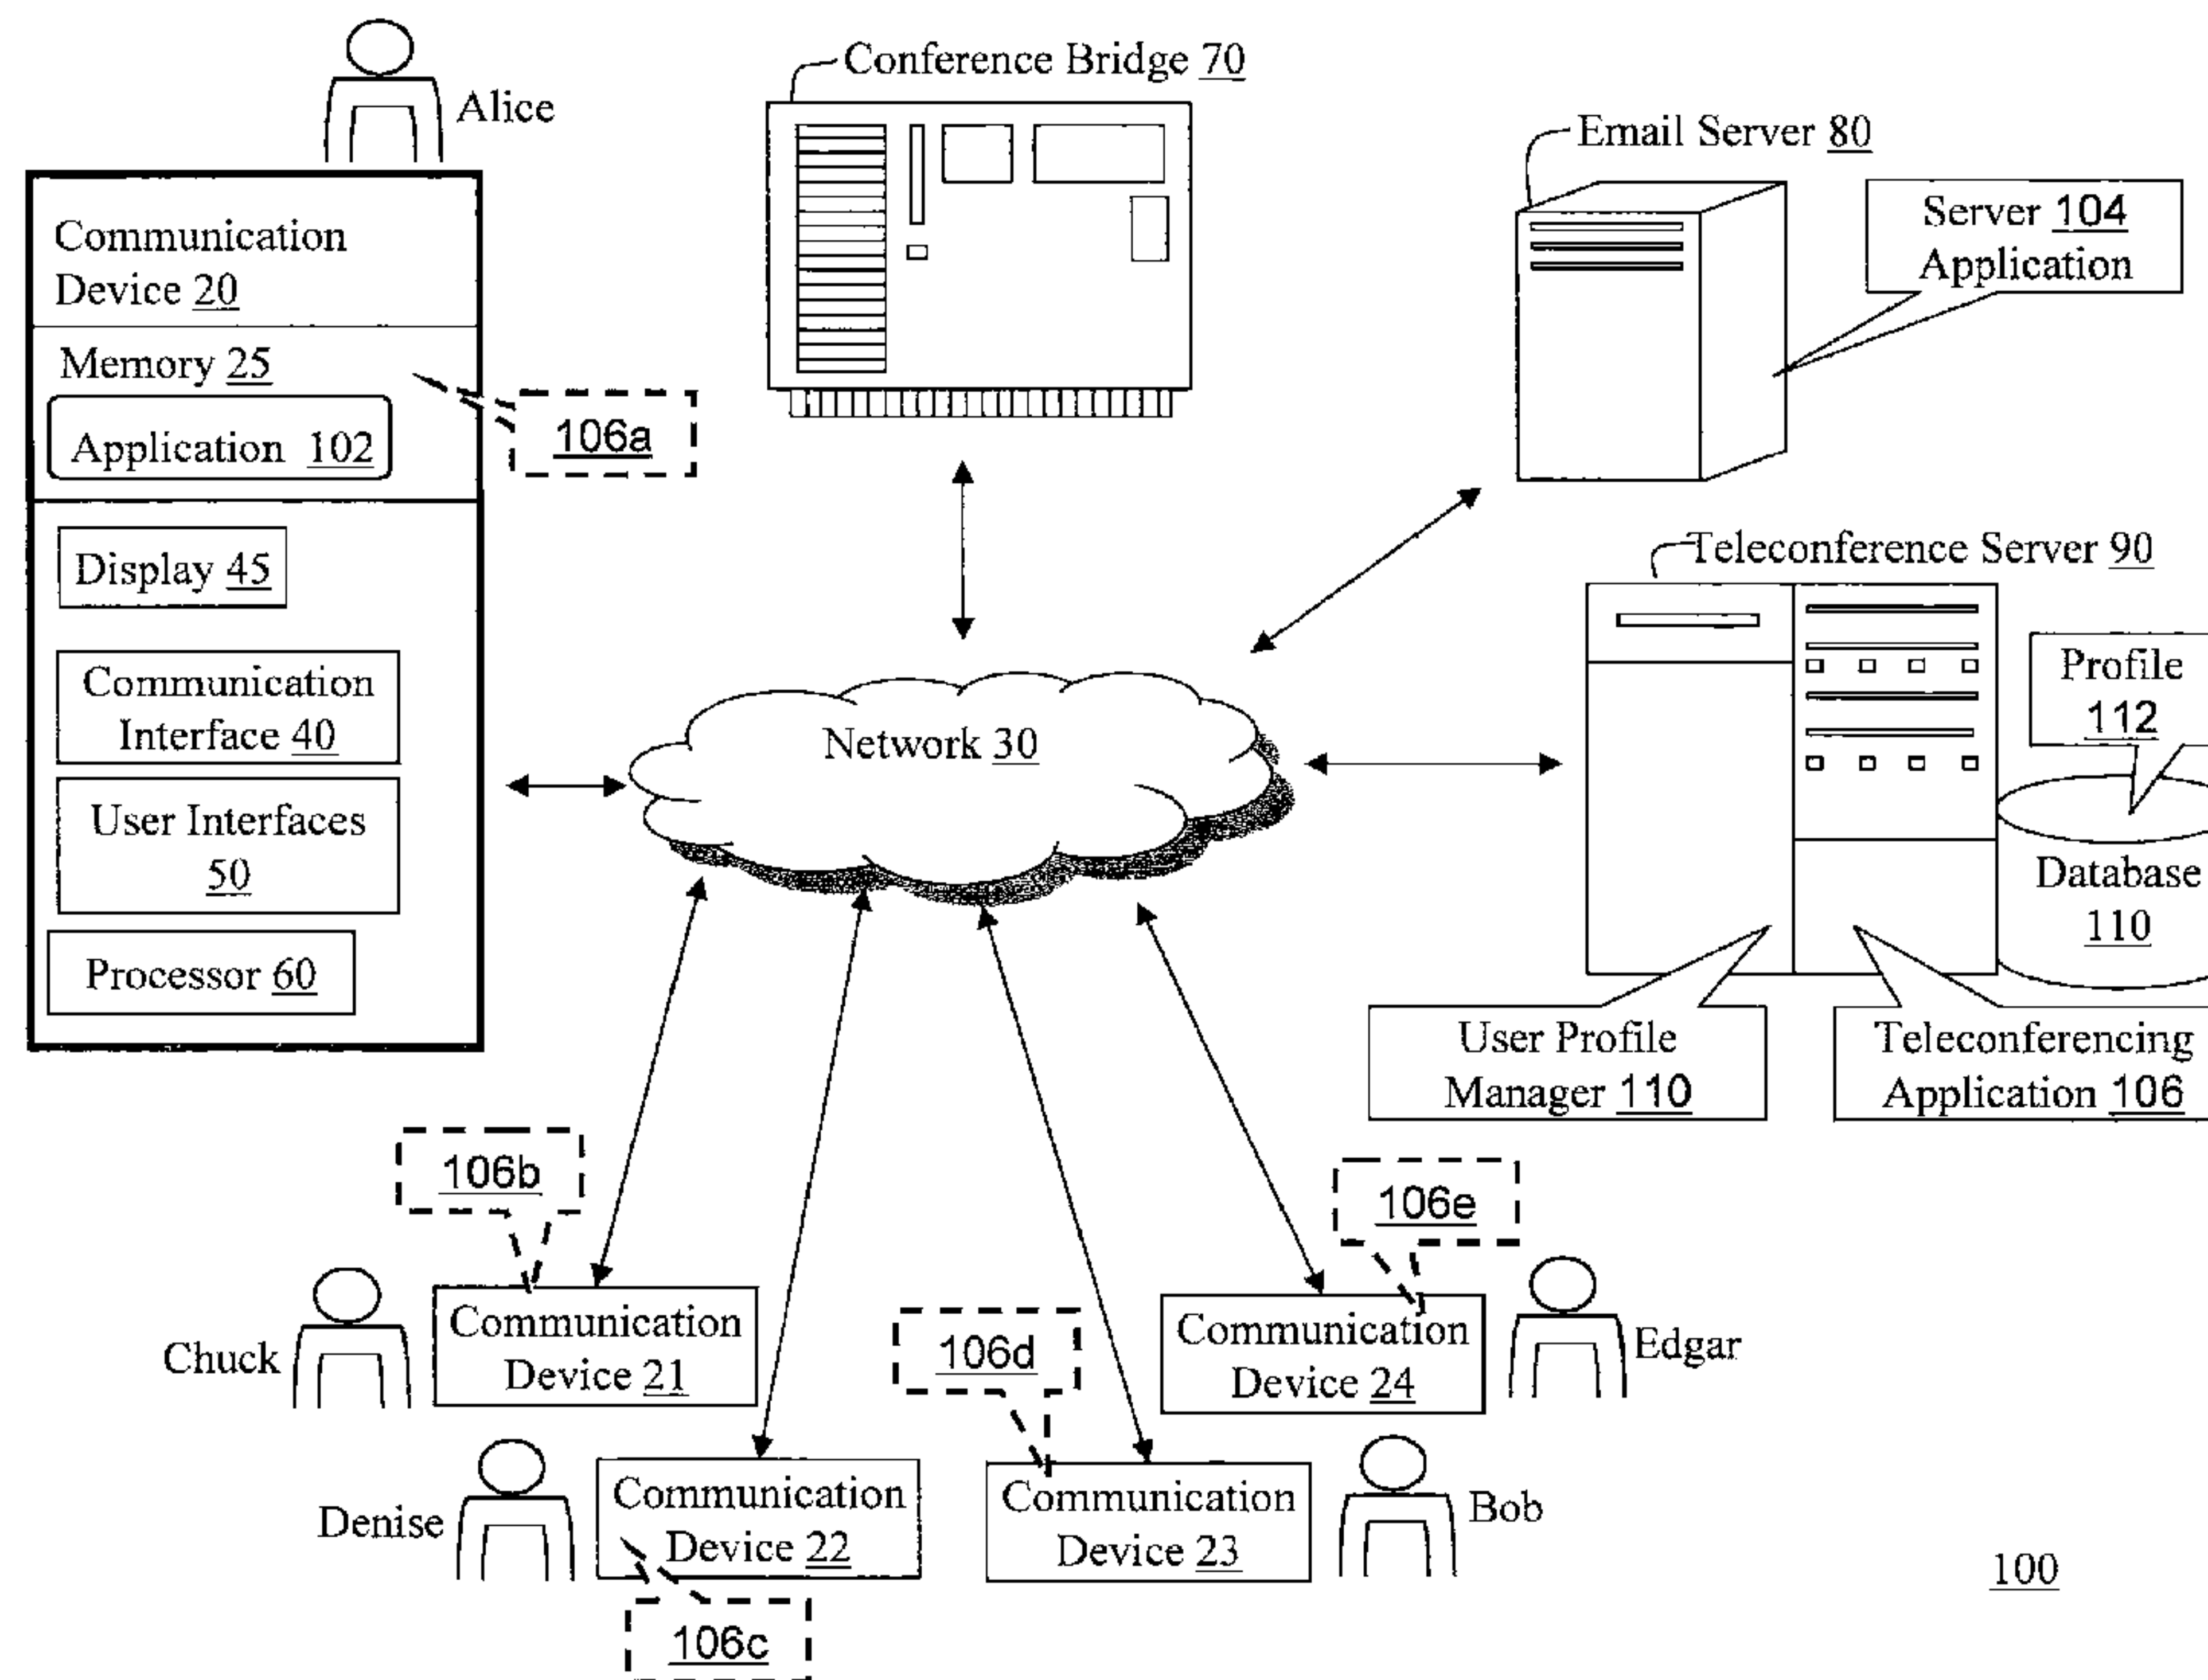 Alice
Conference Bridge 70
Email Server 80
Server 104
Application
Communication
Device 20
Memory 25
Application 102
106a
Display 45
Communication
Interface 40
User Interfaces
50
Processor 60
Network 30
Teleconference Server 90
Profile
112
Database
110
User Profile
Manager 110
Teleconferencing
Application 106
106b
106e
Chuck
Communication
Device 21
106d
Communication
Device 24
Edgar
Denise
Communication
Device 22
Communication
Device 23
Bob
106c
100